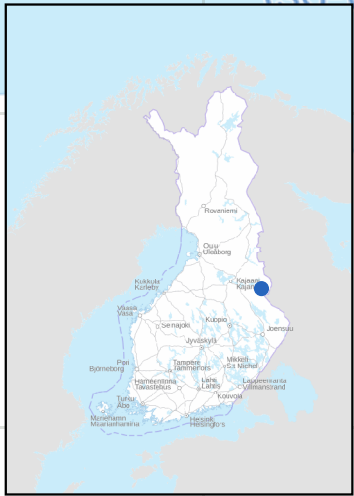 Rovaniemi
Oulu
Uleåborg
Kajaani
Kokkola
Karleby
Vaasa
Vasa
Seinäjoki
Kuopio
Joensuu
Jyväskylä
Pori
Björneborg
Tampere
Tammerfors
Mikkeli
S:t Michel
Hämeenlinna
Tavastehus
Lahti
Lahtis
Lappeenranta
Villmanstrand
Kouvola
Turku
Åbo
Helsinki
Helsingfors
Mariehamn
Maarianhamina